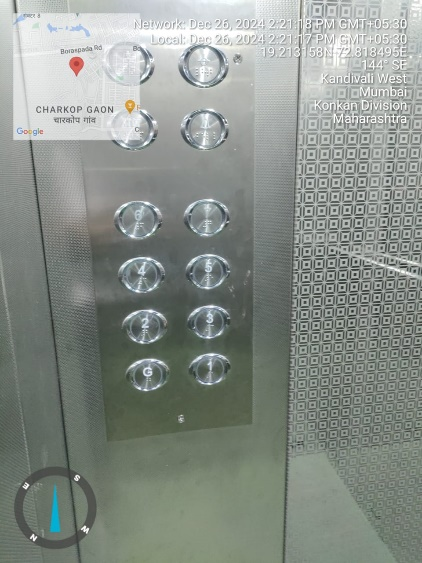 Network: Dec 26, 2024 2:21:18 PM GMT+05:30
Local: Dec 26, 2024 2:21:17 PM GMT+05:30
19.213158N 72.818495E
144° SE
Kandivali West
Mumbai
Konkan Division
Maharashtra
Boraspada Rd
CHARKOP GAON
चारकोप गांव
Google
6 7
4 5
2 3
G 1
S
E
W
N